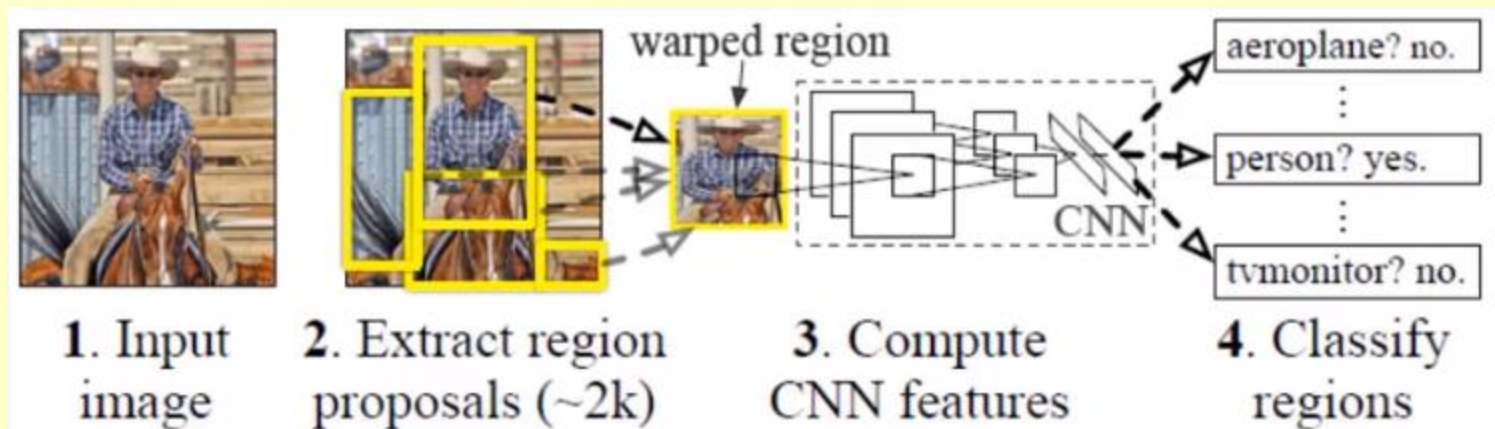 warped region
aeroplane? no.
person? yes.
CNN
tvmonitor? no.
1. Input
image
2. Extract region
proposals (~2k)
3. Compute
CNN features
4. Classify
regions